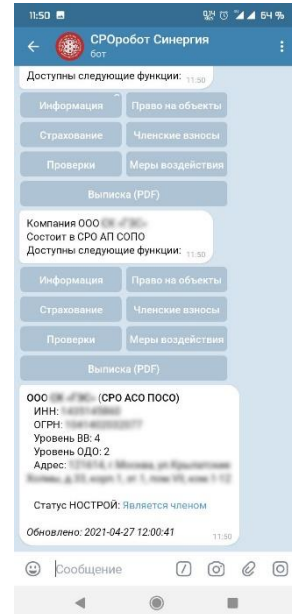 11:50
64 %
СРОробот Синергия
бот
Доступны следующие функции: 11:50
Информация
Право на объекты
Страхование
Членские взносы
Проверки
Меры воздействия
Выписка (PDF)
Компания ООО
Состоит в СРО АП СОПО
Доступны следующие функции: 11:50
Информация
Право на объекты
Страхование
Членские взносы
Проверки
Меры воздействия
Выписка (PDF)
ООО (СРО АСО ПОСО)
ИНН:
ОГРН:
Уровень ВВ: 4
Уровень ОДО: 2
Адрес:
Статус НОСТРОЙ: Является членом
Обновлено: 2021-04-27 12:00:41
11:50
Сообщение